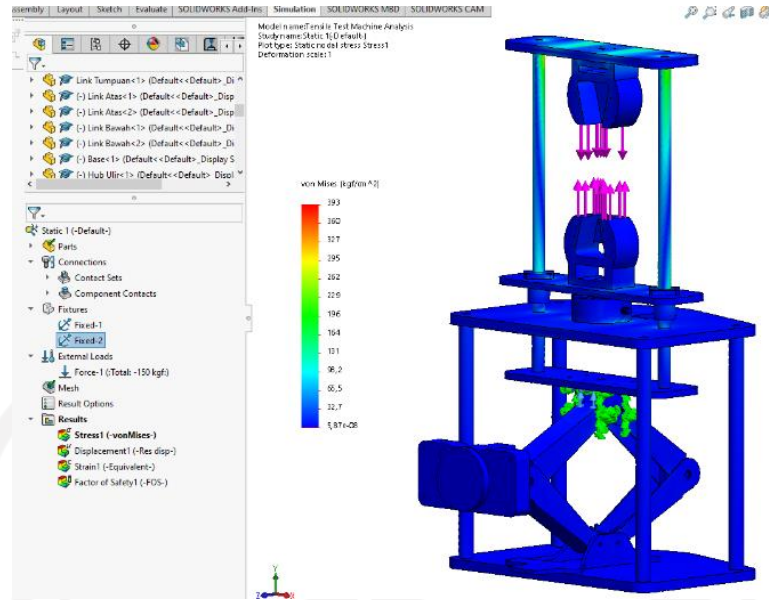 ssembly Layout Sketch Evaluate SOLIDWORKS Add-Ins Simulation SOLIDWORKS MBD SOLIDWORKS CAM
Model name:Tensile Test Machine Analysis
Study name:Static 1(-Default-)
Plot type: Static nodal stress Stress1
Deformation scale: 1
Link Tumpuan<1> (Default<<Default>_Di
(-) Link Atas<1> (Default<<Default>_Disp
(-) Link Atas<2> (Default<<Default>_Disp
(-) Link Bawah<1> (Default<<Default>_Di
(-) Link Bawah<2> (Default<<Default>_Di
(-) Base<1> (Default<<Default>_Display S
(-) Hub Ulir<1> (Default<<Default>_Displ
Static 1 (-Default-)
Parts
Connections
Contact Sets
Component Contacts
Fixtures
Fixed-1
Fixed-2
External Loads
Force-1 (:Total: -150 kgf:)
Mesh
Result Options
Results
Stress1 (-vonMises-)
Displacement1 (-Res disp-)
Strain1 (-Equivalent-)
Factor of Safety1 (-FOS-)
von Mises (kgf/cm^2)
393
360
327
295
262
229
196
164
131
98,2
65,5
32,7
5,87e-08
Y
Z
X